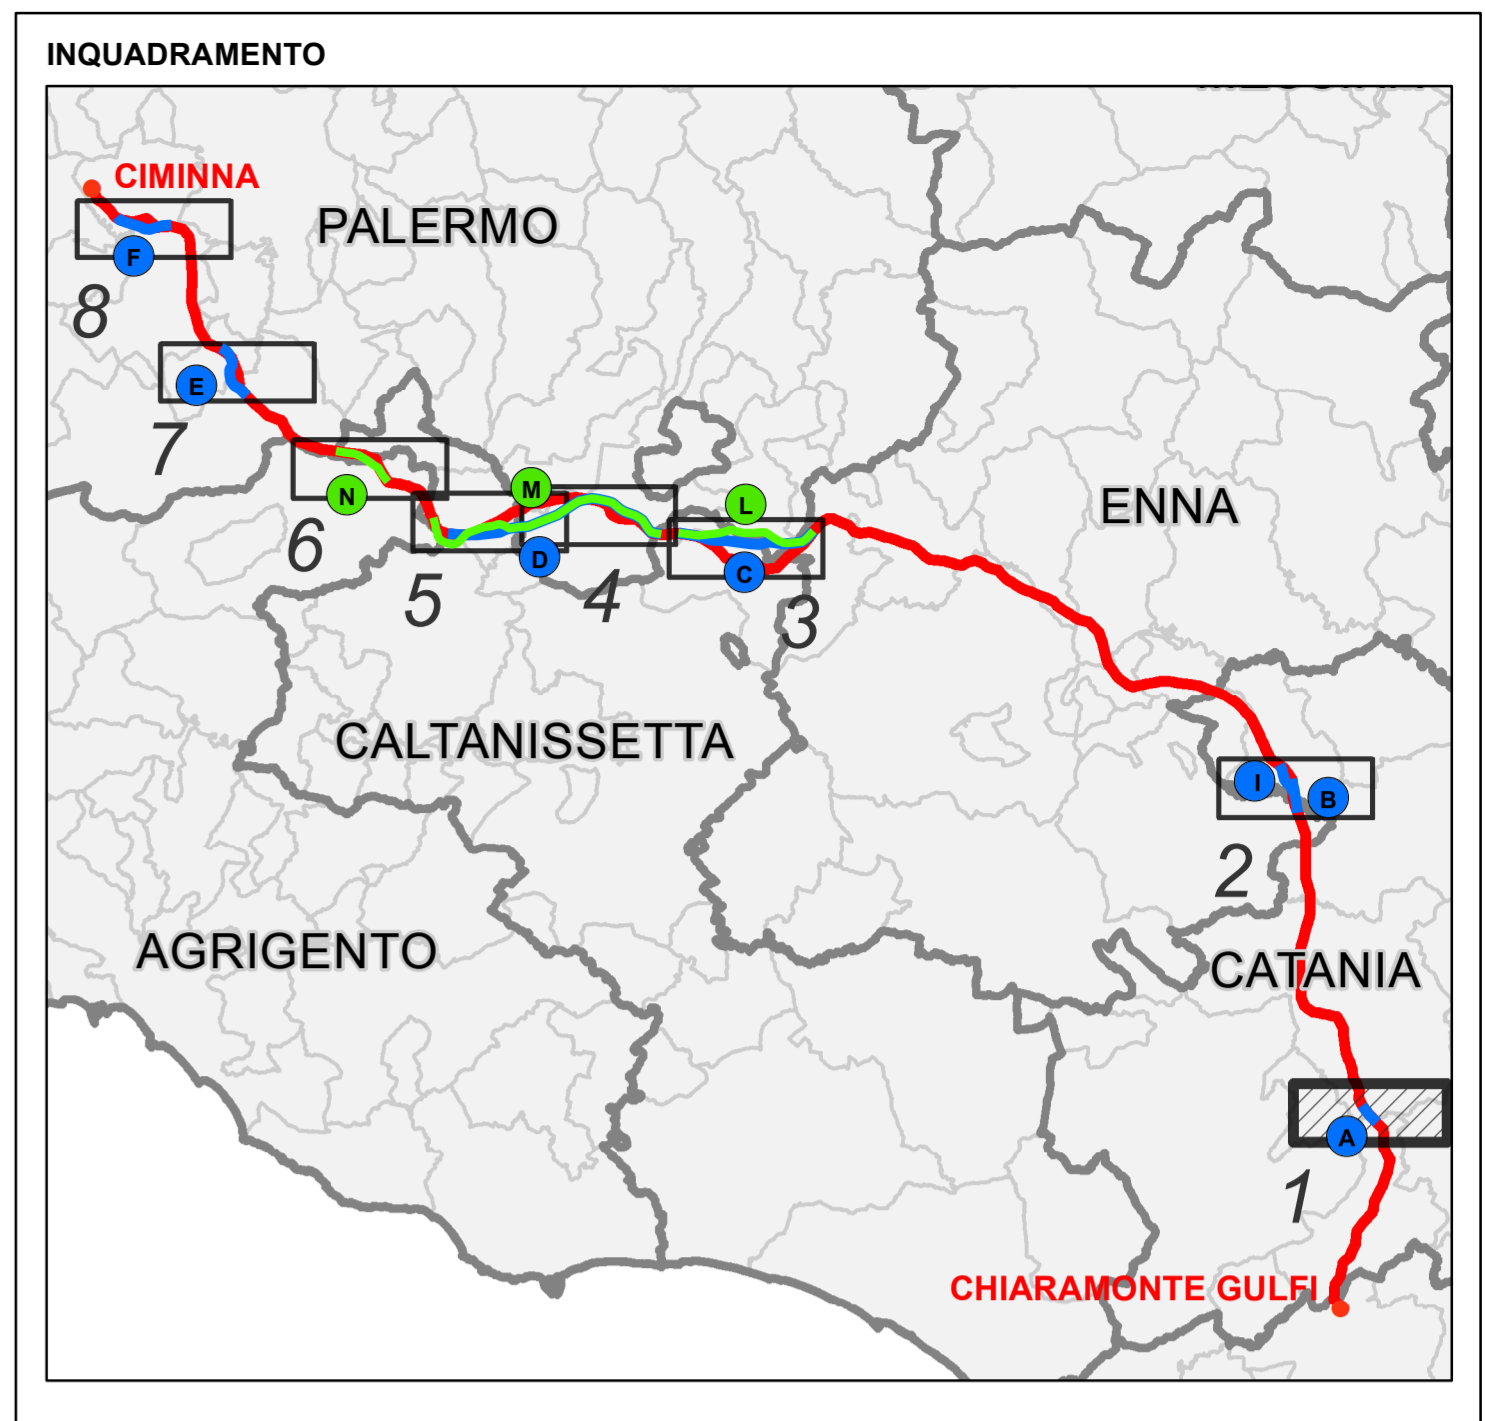 INQUADRAMENTO
CIMINNA
PALERMO
F
8
E
7
N
6
M
L
D
C
5
4
3
ENNA
CALTANISSETTA
I
B
2
AGRIGENTO
CATANIA
A
1
CHIARAMONTE GULFI